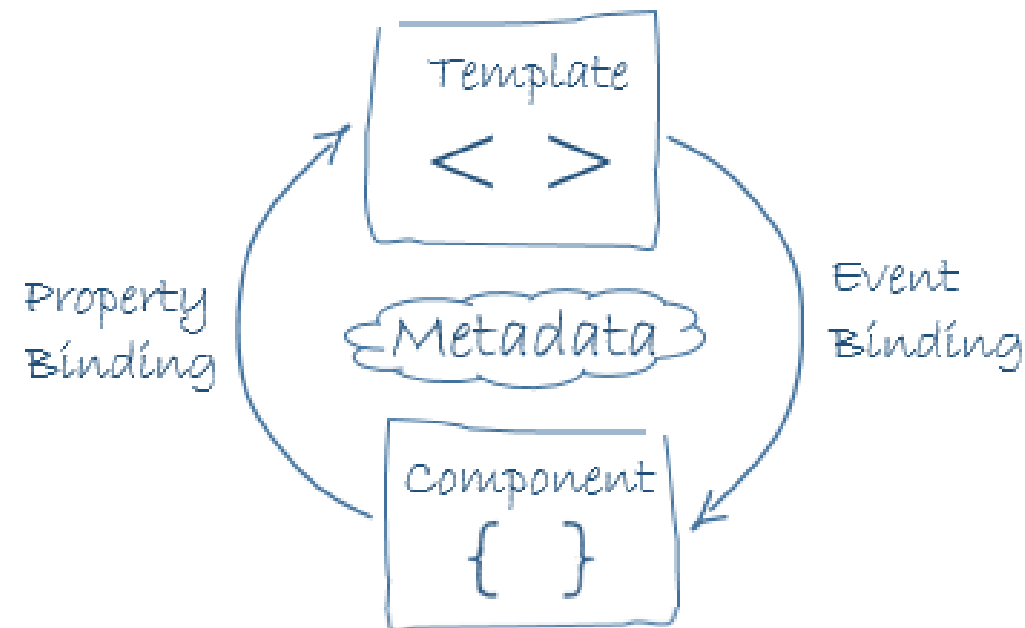 Template
< >
Property
Binding
Metadata
Event
Binding
Component
{ }